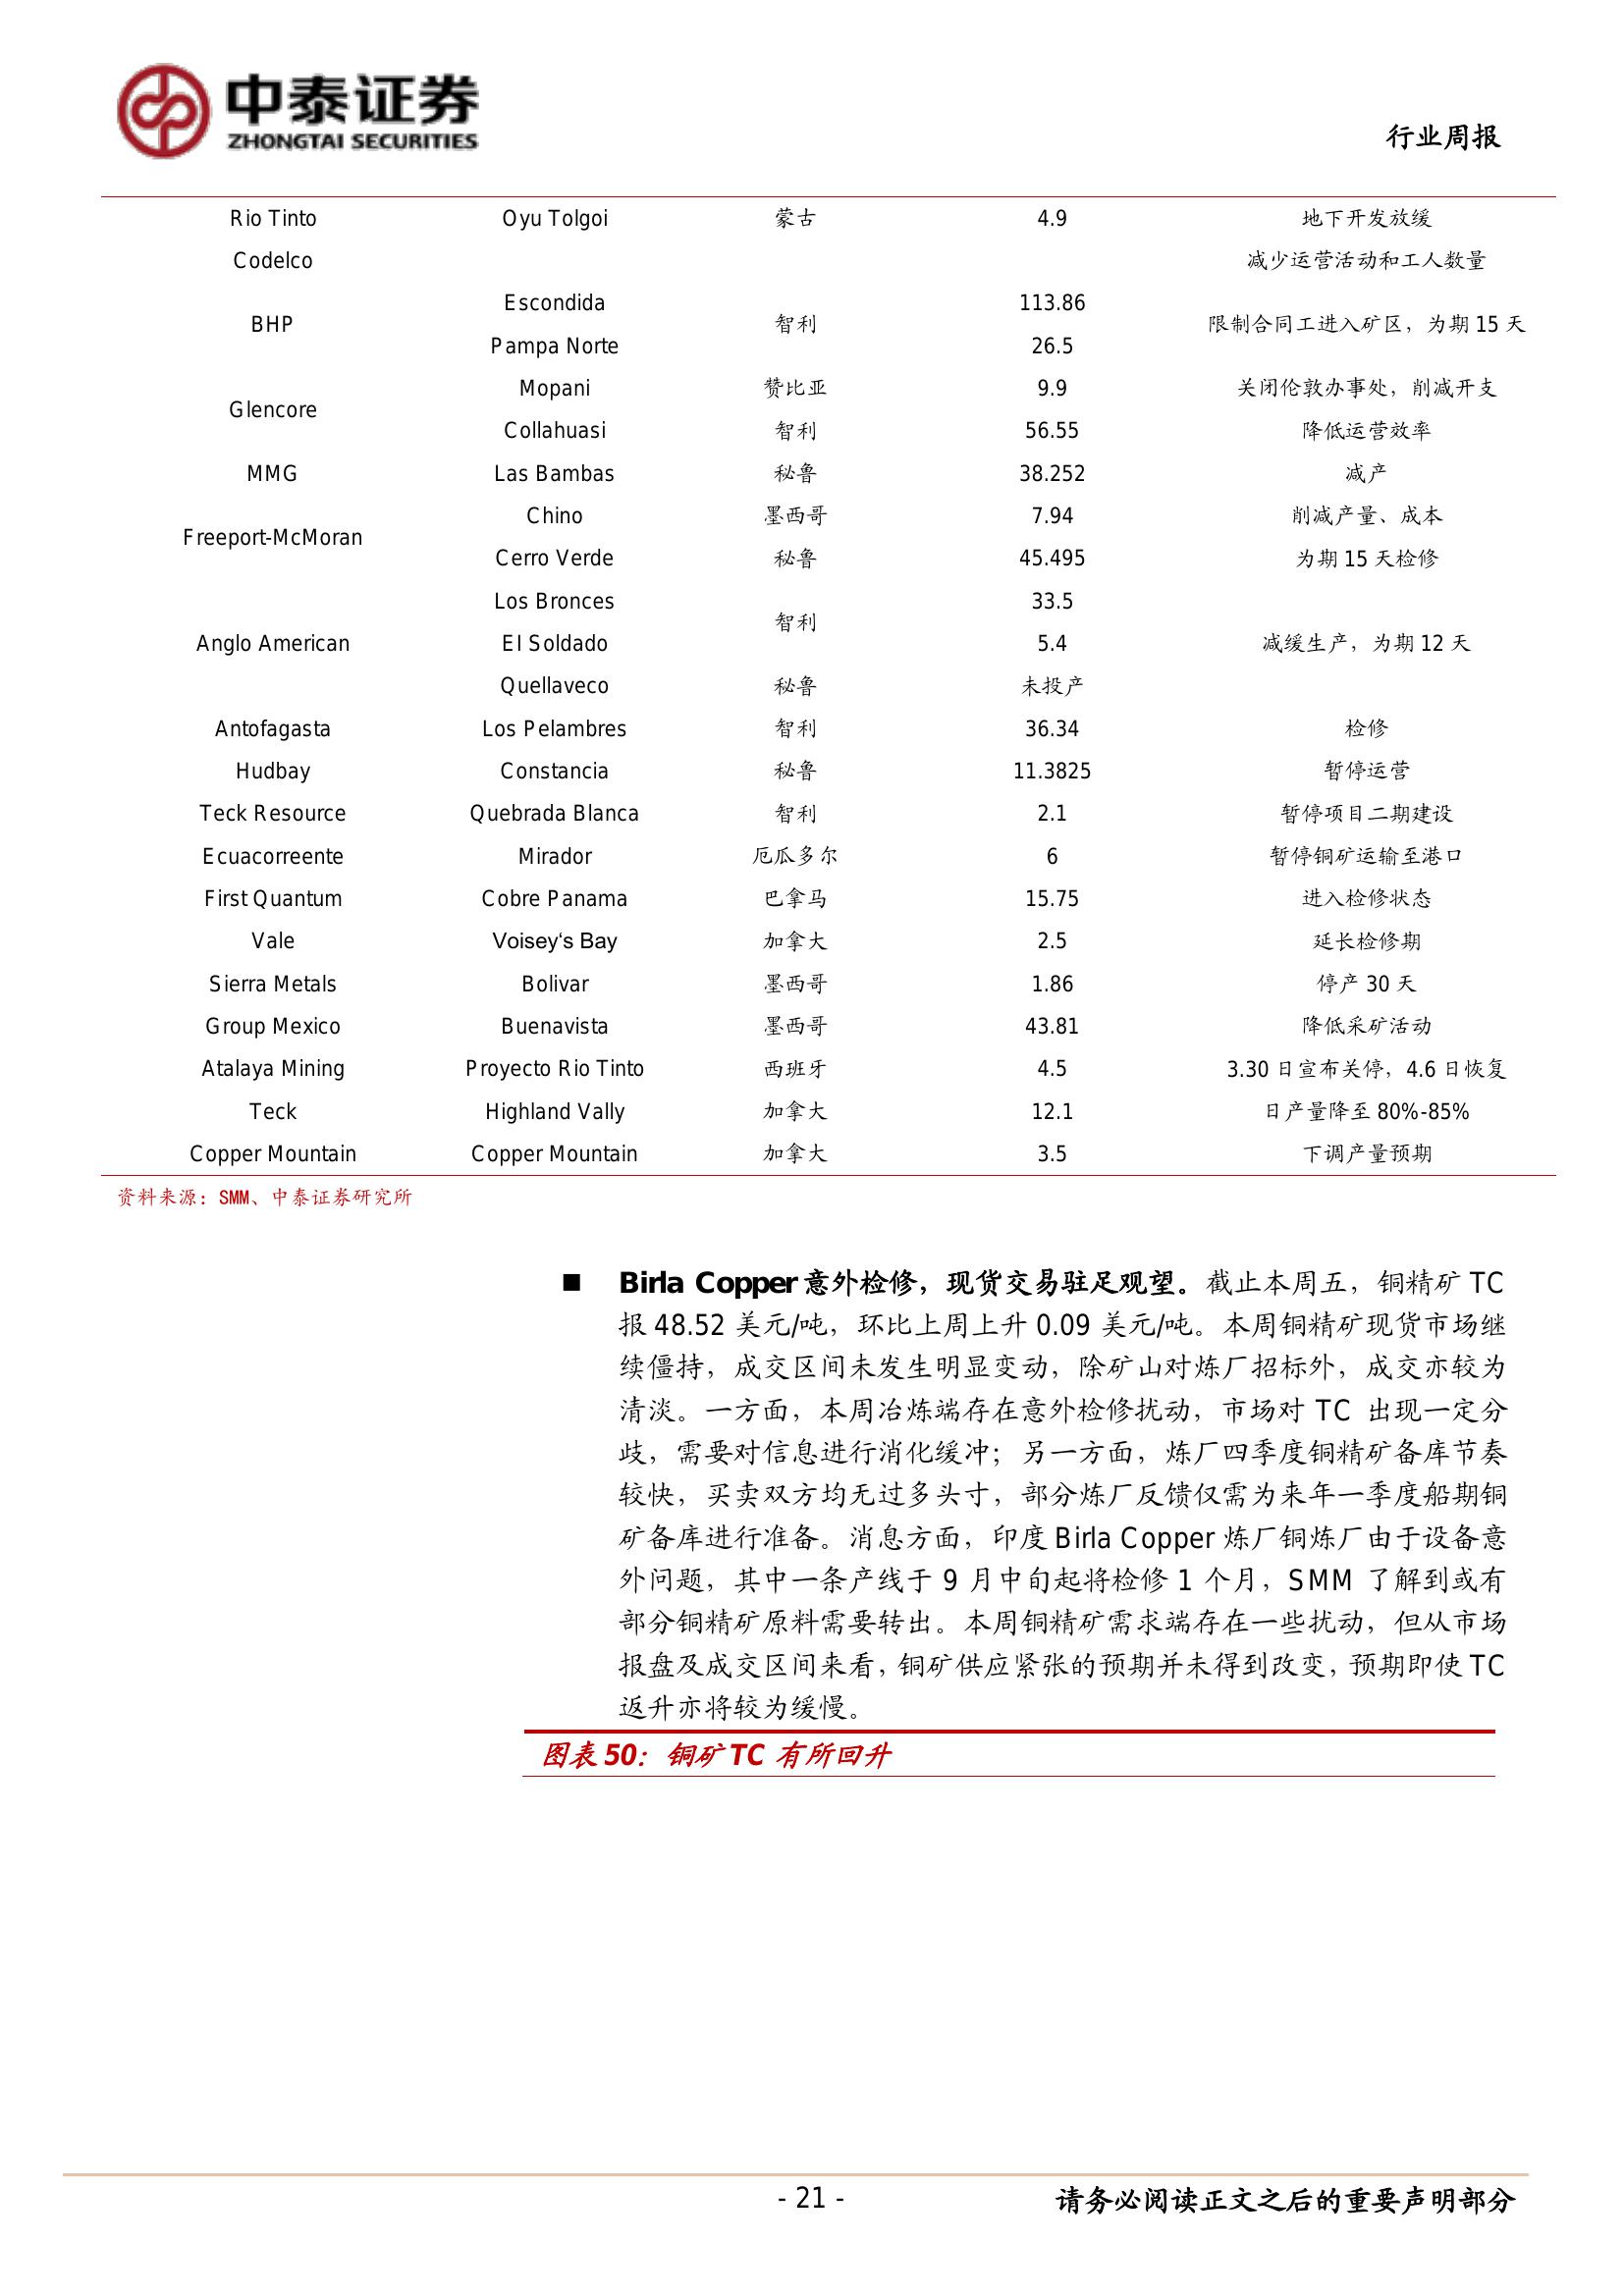 中泰证券
ZHONGTAI SECURITIES
行业周报
Rio Tinto Oyu Tolgoi 蒙古 4.9 地下开发放缓
Codelco 减少运营活动和工人数量
BHP Escondida 智利 113.86 限制合同工进入矿区，为期 15 天
Pampa Norte 26.5
Glencore Mopani 赞比亚 9.9 关闭伦敦办事处，削减开支
Collahuasi 智利 56.55 降低运营效率
MMG Las Bambas 秘鲁 38.252 减产
Freeport-McMoran Chino 墨西哥 7.94 削减产量、成本
Cerro Verde 秘鲁 45.495 为期 15 天检修
Los Bronces 智利 33.5
Anglo American El Soldado 5.4 减缓生产，为期 12 天
Quellaveco 秘鲁 未投产
Antofagasta Los Pelambres 智利 36.34 检修
Hudbay Constancia 秘鲁 11.3825 暂停运营
Teck Resource Quebrada Blanca 智利 2.1 暂停项目二期建设
Ecuacorreente Mirador 厄瓜多尔 6 暂停铜矿运输至港口
First Quantum Cobre Panama 巴拿马 15.75 进入检修状态
Vale Voisey‘s Bay 加拿大 2.5 延长检修期
Sierra Metals Bolivar 墨西哥 1.86 停产 30 天
Group Mexico Buenavista 墨西哥 43.81 降低采矿活动
Atalaya Mining Proyecto Rio Tinto 西班牙 4.5 3.30 日宣布关停，4.6 日恢复
Teck Highland Vally 加拿大 12.1 日产量降至 80%-85%
Copper Mountain Copper Mountain 加拿大 3.5 下调产量预期
资料来源：SMM、中泰证券研究所
■ Birla Copper 意外检修，现货交易驻足观望。截止本周五，铜精矿 TC
报 48.52 美元/吨，环比上周上升 0.09 美元/吨。本周铜精矿现货市场继
续僵持，成交区间未发生明显变动，除矿山对炼厂招标外，成交亦较为
清淡。一方面，本周冶炼端存在意外检修扰动，市场对 TC 出现一定分
歧，需要对信息进行消化缓冲；另一方面，炼厂四季度铜精矿备库节奏
较快，买卖双方均无过多头寸，部分炼厂反馈仅需为来年一季度船期铜
矿备库进行准备。消息方面，印度 Birla Copper 炼厂铜炼厂由于设备意
外问题，其中一条产线于 9 月中旬起将检修 1 个月，SMM 了解到或有
部分铜精矿原料需要转出。本周铜精矿需求端存在一些扰动，但从市场
报盘及成交区间来看，铜矿供应紧张的预期并未得到改变，预期即使 TC
返升亦将较为缓慢。
图表 50：铜矿 TC 有所回升
- 21 -
请务必阅读正文之后的重要声明部分